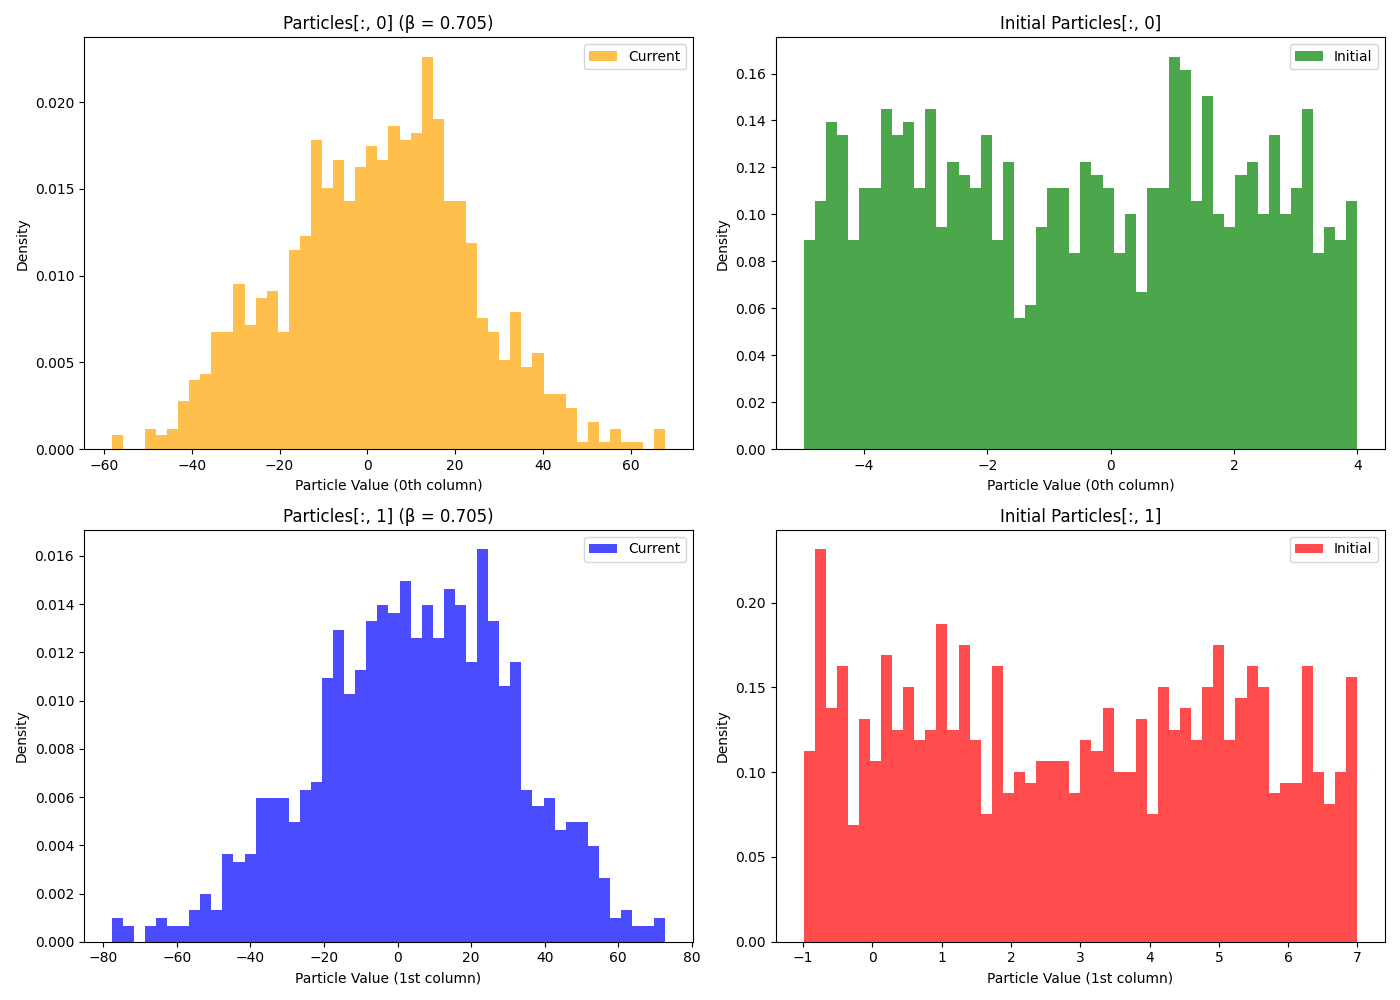 Particles[:, 0] (β = 0.705)
Current
Density
0.020
0.015
0.010
0.005
0.000
−60 −40 −20 0 20 40 60
Particle Value (0th column)
Initial Particles[:, 0]
Initial
Density
0.16
0.14
0.12
0.10
0.08
0.06
0.04
0.02
0.00
−4 −2 0 2 4
Particle Value (0th column)
Particles[:, 1] (β = 0.705)
Current
Density
0.016
0.014
0.012
0.010
0.008
0.006
0.004
0.002
0.000
−80 −60 −40 −20 0 20 40 60 80
Particle Value (1st column)
Initial Particles[:, 1]
Initial
Density
0.20
0.15
0.10
0.05
0.00
−1 0 1 2 3 4 5 6 7
Particle Value (1st column)